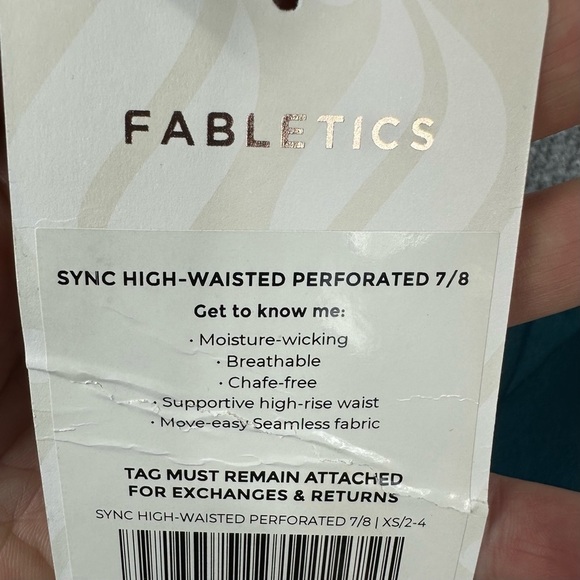 FABLETICS
SYNC HIGH-WAISTED PERFORATED 7/8
Get to know me:
• Moisture-wicking
• Breathable
• Chafe-free
• Supportive high-rise waist
• Move-easy Seamless fabric
TAG MUST REMAIN ATTACHED
FOR EXCHANGES & RETURNS
SYNC HIGH-WAISTED PERFORATED 7/8 | XS/2-4